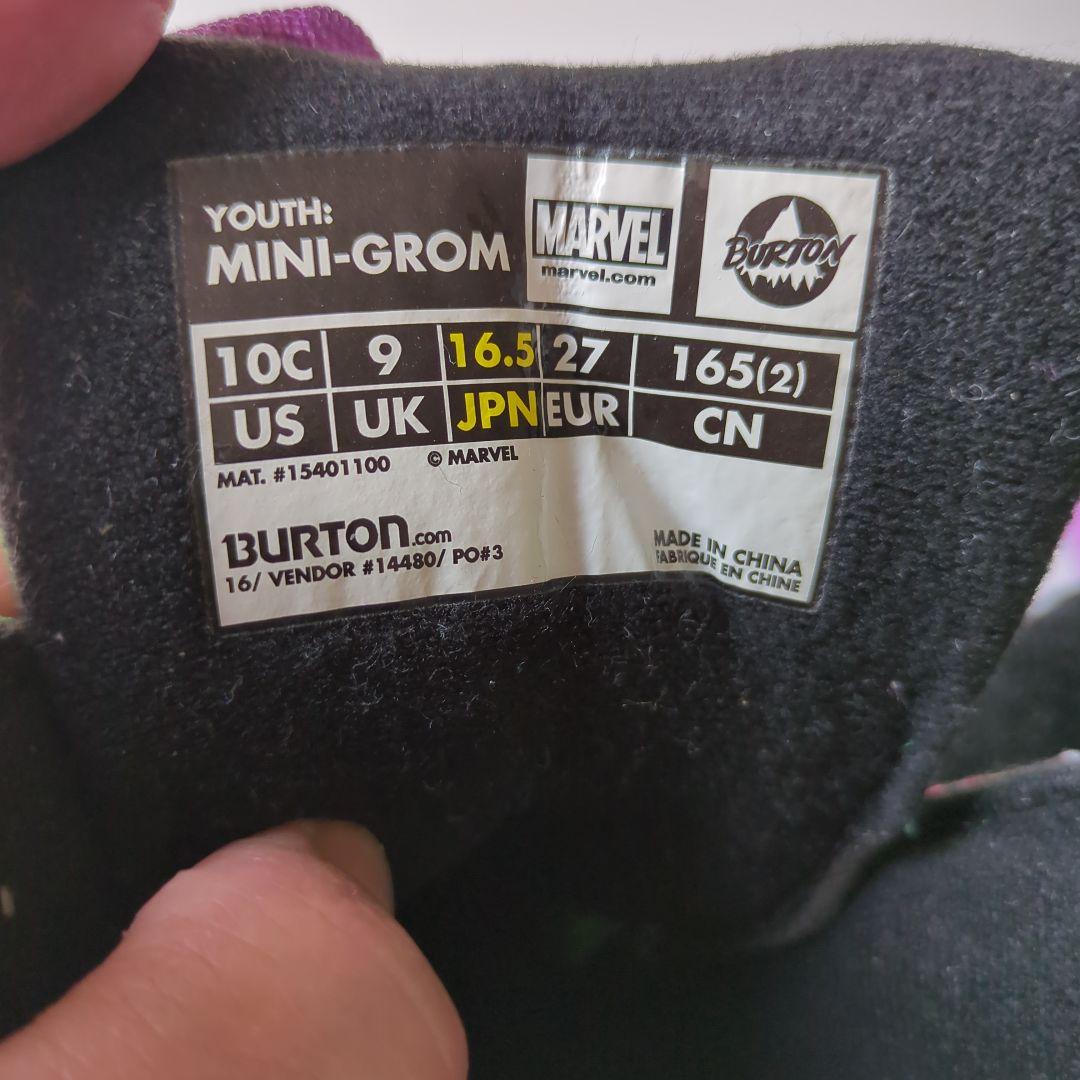 YOUTH:
MINI-GROM
MARVEL
marvel.com
BURTON
10C 9 16.5 27 165(2)
US UK JPN EUR CN
MAT. #15401100 © MARVEL
BURTON.com
16/ VENDOR #14480/ PO#3
MADE IN CHINA
FABRIQUE EN CHINE